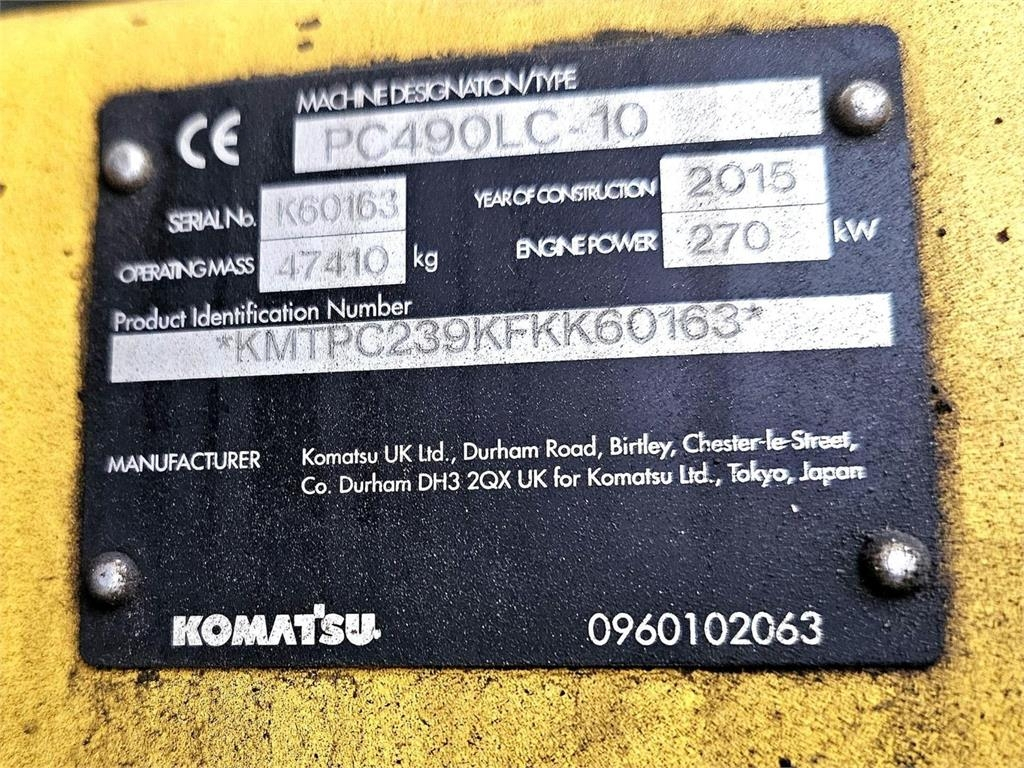 CE
MACHINE DESIGNATION/TYPE
PC490LC-10
SERIAL No. K60163 YEAR OF CONSTRUCTION 2015
OPERATING MASS 47410 kg ENGINE POWER 270 kW
Product Identification Number
*KMTPC239KFKK60163*
MANUFACTURER Komatsu UK Ltd., Durham Road, Birtley, Chester-le-Street,
Co. Durham DH3 2QX UK for Komatsu Ltd., Tokyo, Japan
KOMATSU 0960102063